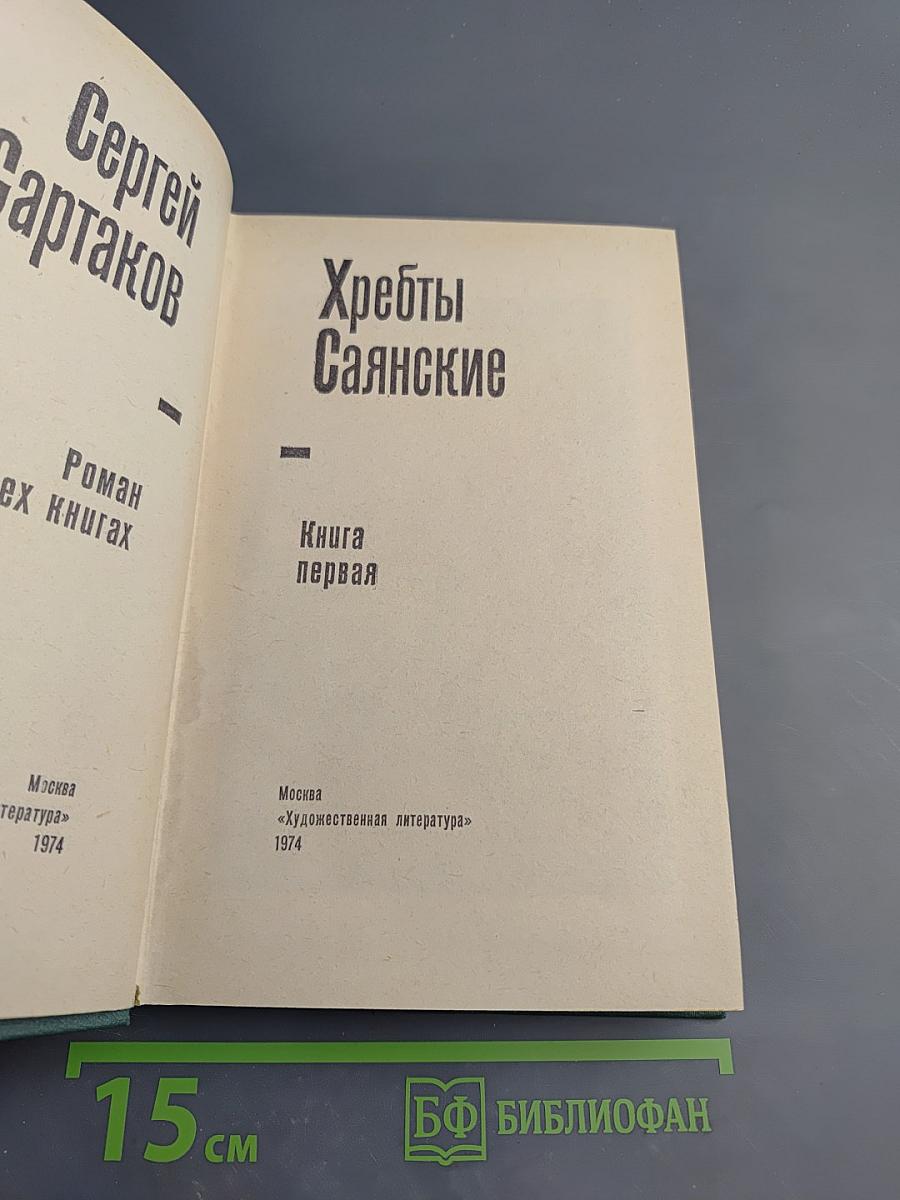 Сергей
Сартаков
Роман
ех книгах
Москва
тература»
1974
Хребты
Саянские
Книга
первая
Москва
«Художественная литература»
1974
15 см
БФ БИБЛИОФАН